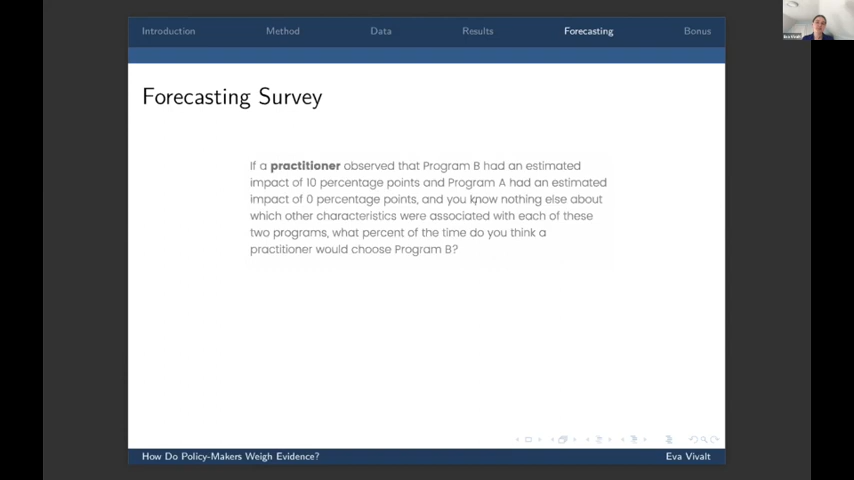 Introduction Method Data Results Forecasting Bonus
Forecasting Survey
If a practitioner observed that Program B had an estimated
impact of 10 percentage points and Program A had an estimated
impact of 0 percentage points, and you know nothing else about
which other characteristics were associated with each of these
two programs, what percent of the time do you think a
practitioner would choose Program B?
How Do Policy-Makers Weigh Evidence? Eva Vivalt
Eva Vivalt